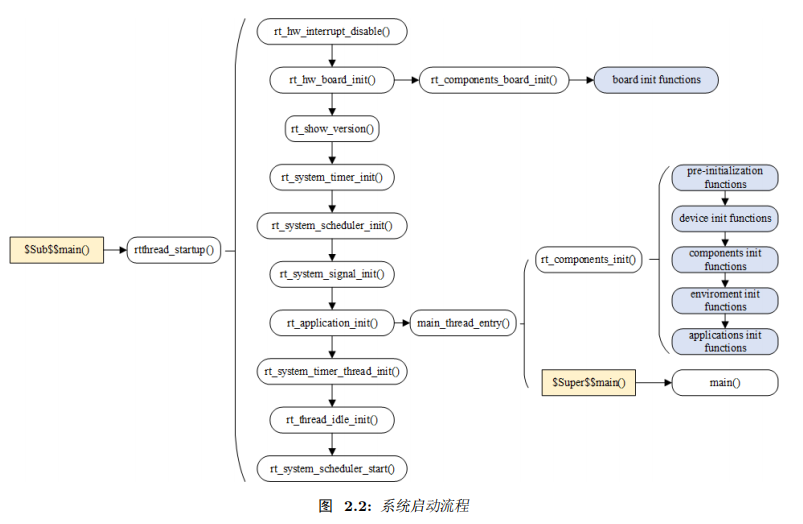 $Sub$$main()
rtthread_startup()
rt_hw_interrupt_disable()
rt_hw_board_init()
rt_components_board_init()
board init functions
rt_show_version()
rt_system_timer_init()
rt_system_scheduler_init()
rt_system_signal_init()
rt_application_init()
main_thread_entry()
rt_components_init()
pre-initialization
functions
device init functions
components init
functions
enviroment init
functions
applications init
functions
$Super$$main()
main()
rt_system_timer_thread_init()
rt_thread_idle_init()
rt_system_scheduler_start()
图 2.2: 系统启动流程